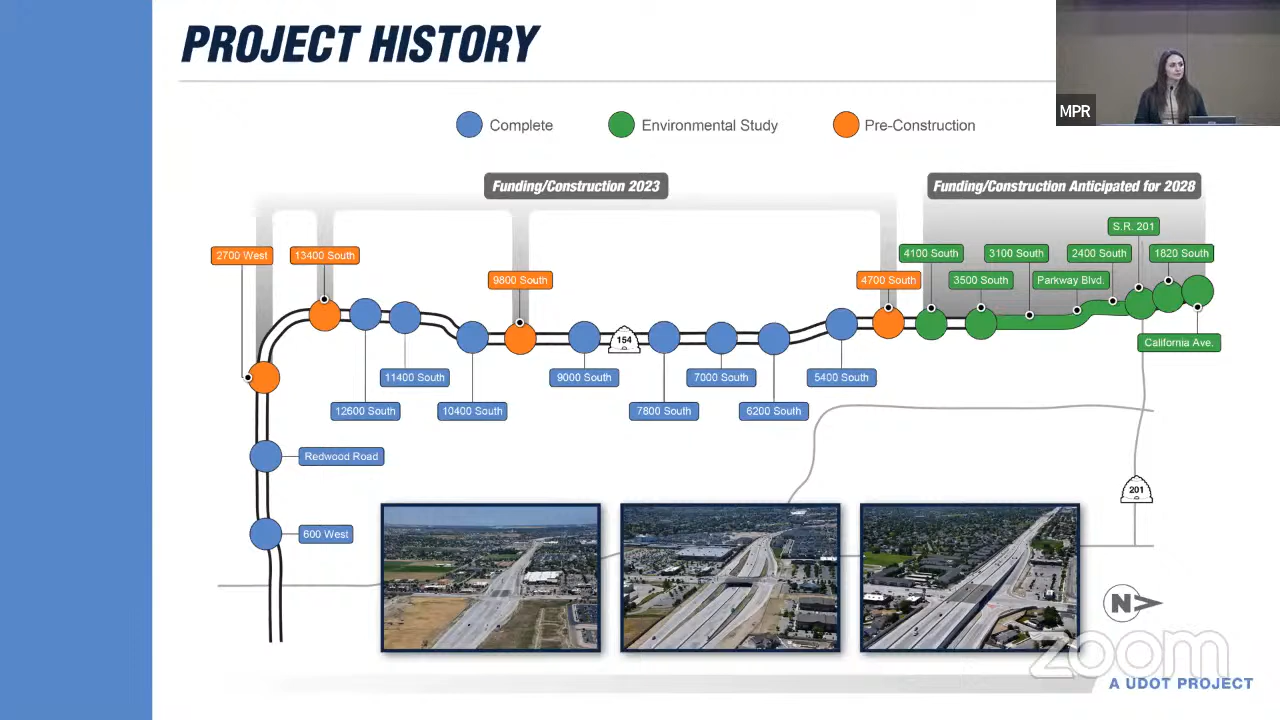 PROJECT HISTORY
MPR
Complete
Environmental Study
Pre-Construction
Funding/Construction 2023
Funding/Construction Anticipated for 2028
S.R. 201
2700 West
13400 South
4100 South
3100 South
2400 South
1820 South
9800 South
4700 South
3500 South
Parkway Blvd.
154
California Ave.
11400 South
9000 South
7000 South
5400 South
12600 South
10400 South
7800 South
6200 South
Redwood Road
201
600 West
N
zoom
A UDOT PROJECT